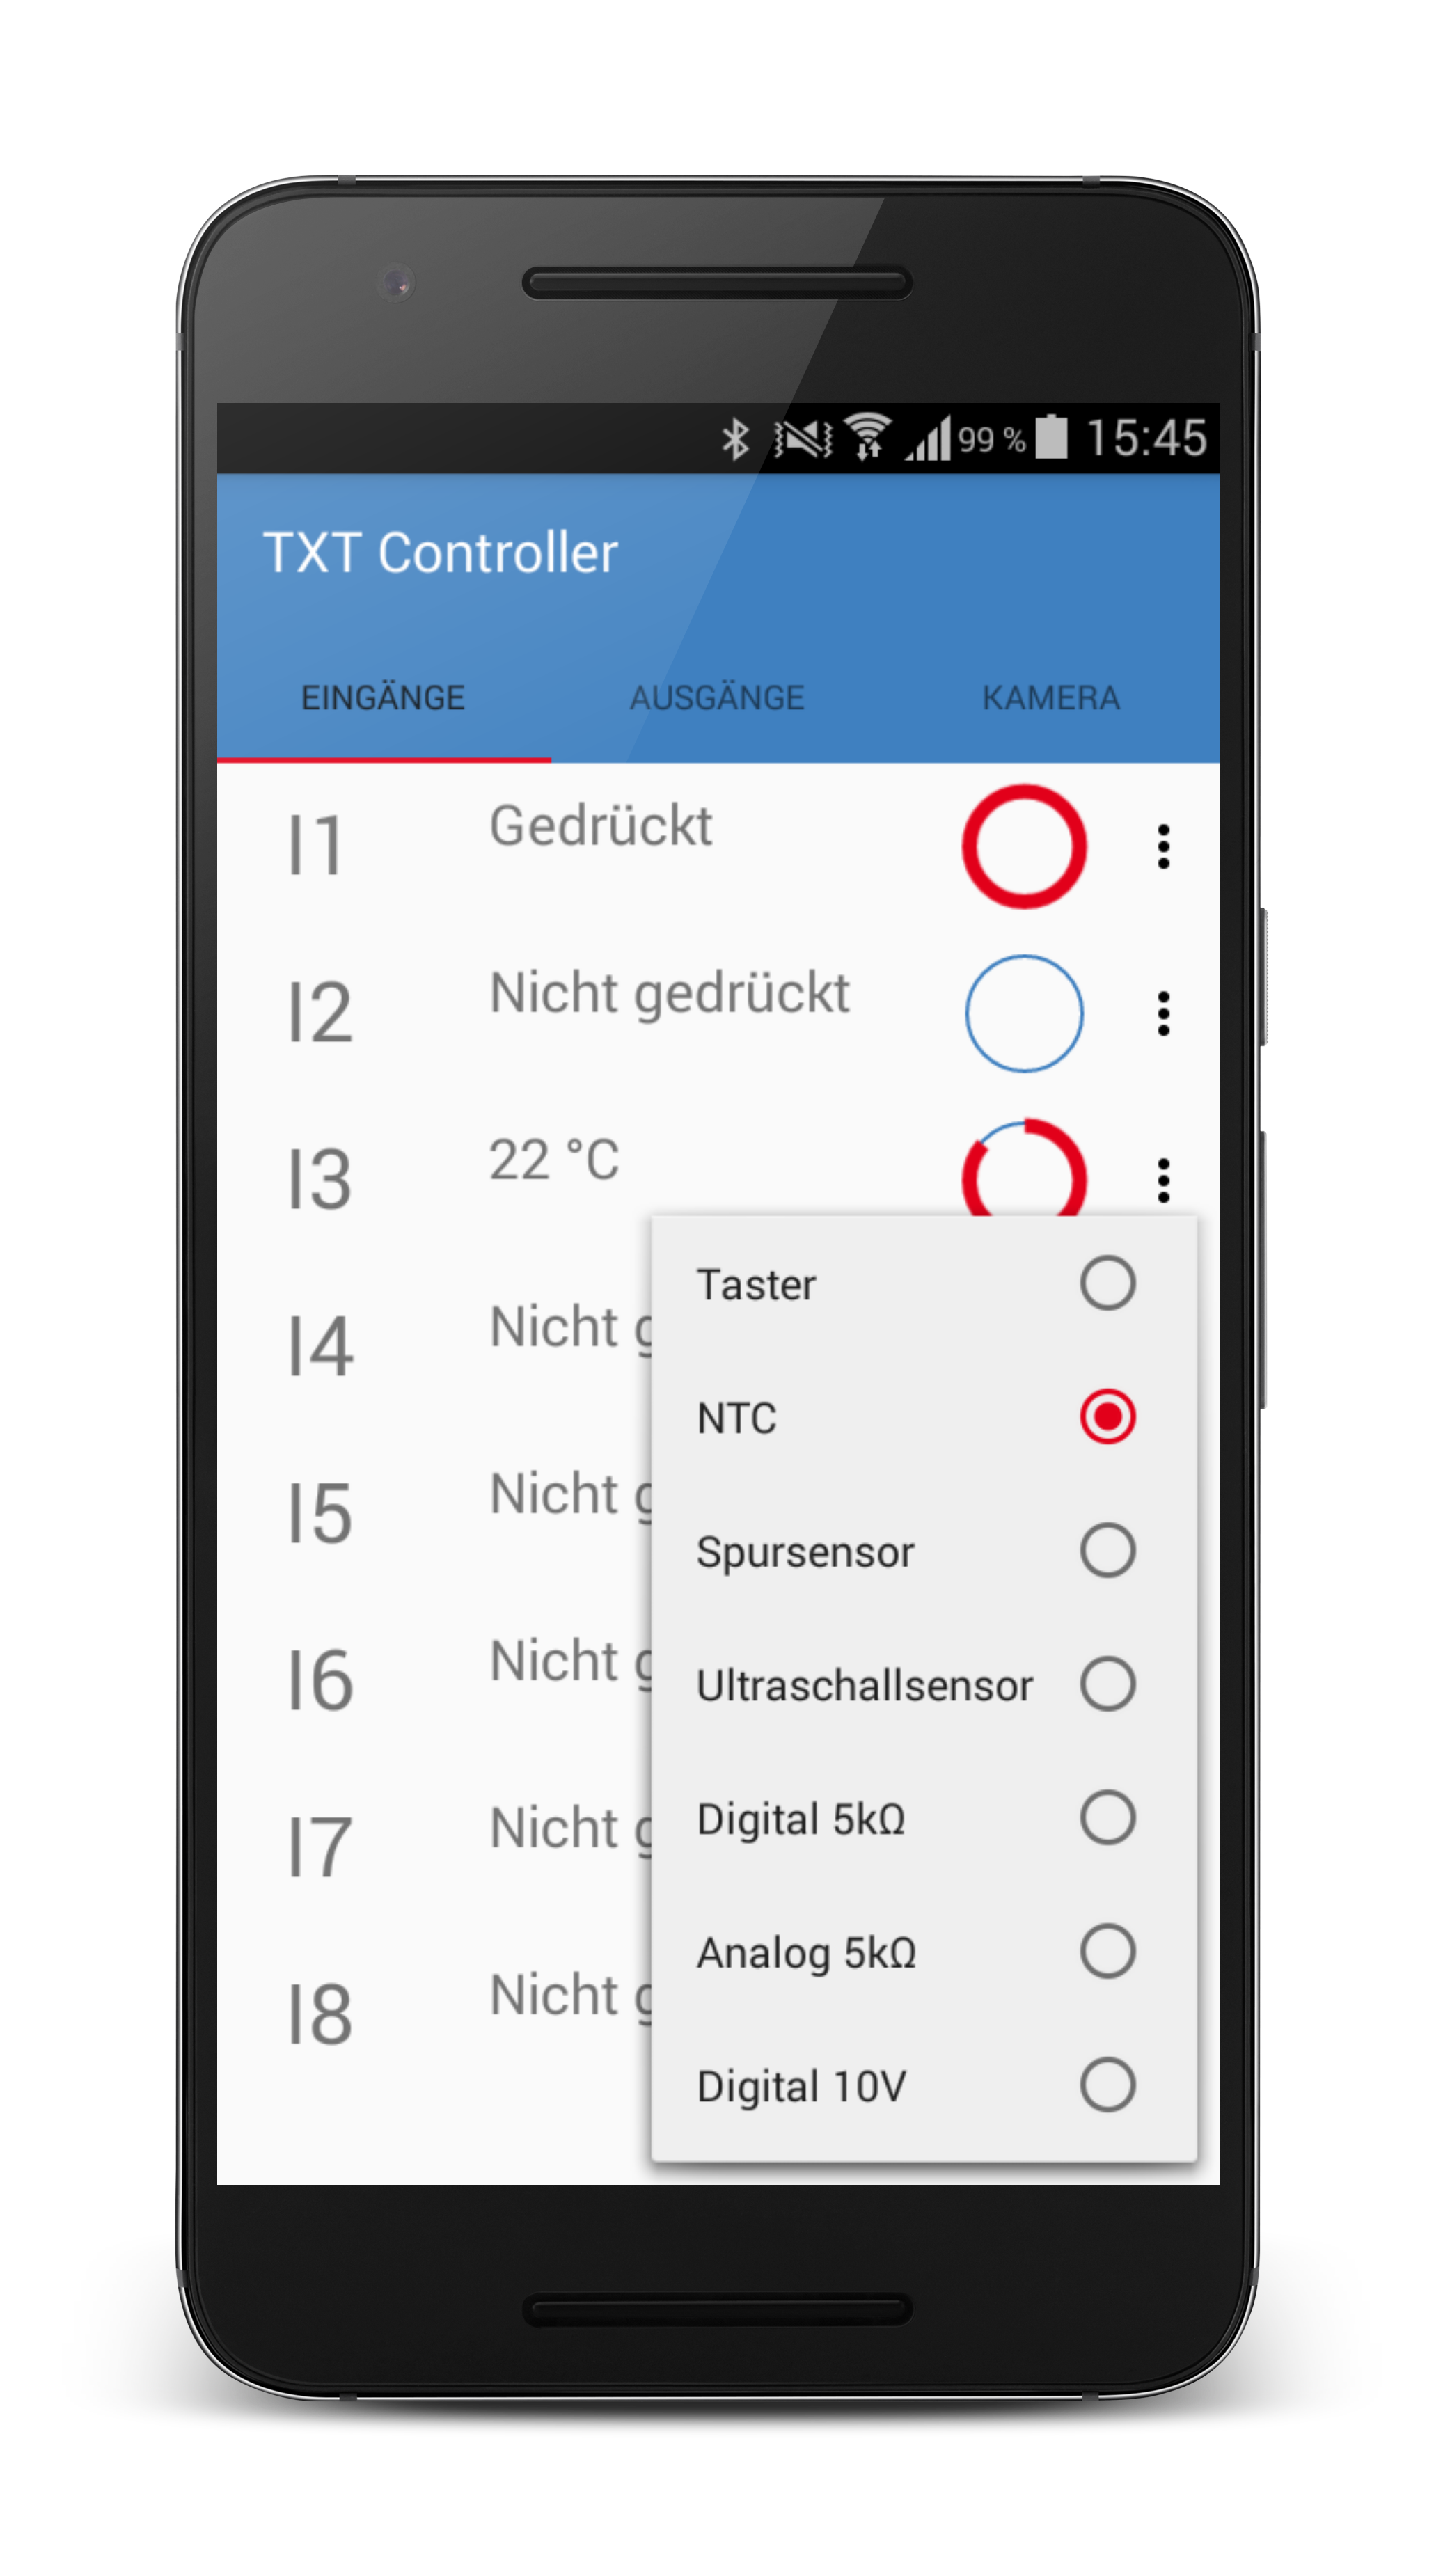 99 % 15:45
TXT Controller
EINGÄNGE AUSGÄNGE KAMERA
I1 Gedrückt
I2 Nicht gedrückt
I3 22 °C
I4 Nicht
I5 Nicht
I6 Nicht
I7 Nicht
I8 Nicht
Taster
NTC
Spursensor
Ultraschallsensor
Digital 5kΩ
Analog 5kΩ
Digital 10V